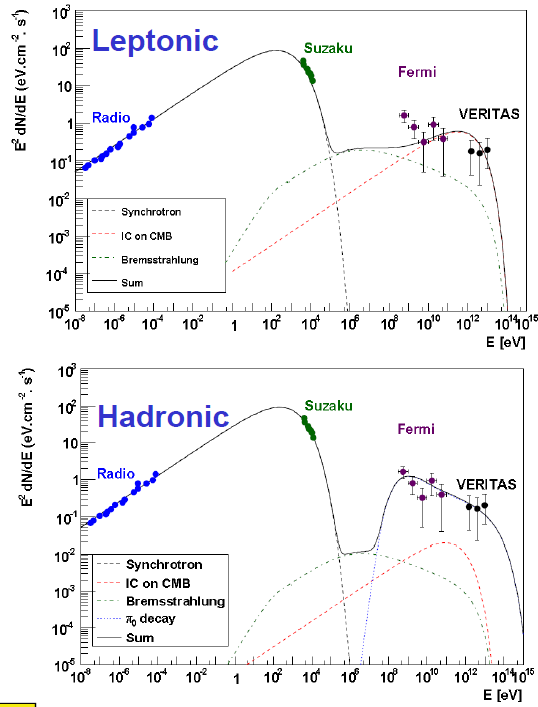 Leptonic
E² dN/dE (eV.cm⁻². s⁻¹)
10³
10²
10
1
10⁻¹
10⁻²
10⁻³
10⁻⁴
10⁻⁵
Radio
Suzaku
Fermi
VERITAS
Synchrotron
IC on CMB
Bremsstrahlung
Sum
10⁻⁸ 10⁻⁶ 10⁻⁴ 10⁻² 1 10² 10⁴ 10⁶ 10⁸ 10¹⁰ 10¹² 10¹⁴ 10¹⁵
E [eV]
Hadronic
E² dN/dE (eV.cm⁻². s⁻¹)
10³
10²
10
1
10⁻¹
10⁻²
10⁻³
10⁻⁴
10⁻⁵
Radio
Suzaku
Fermi
VERITAS
Synchrotron
IC on CMB
Bremsstrahlung
π₀ decay
Sum
10⁻⁸ 10⁻⁶ 10⁻⁴ 10⁻² 1 10² 10⁴ 10⁶ 10⁸ 10¹⁰ 10¹² 10¹⁴ 10¹⁵
E [eV]